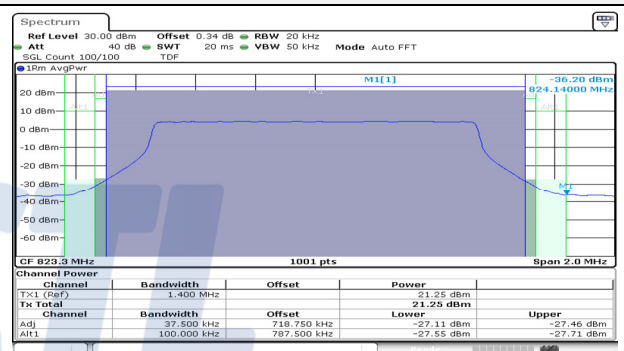 Spectrum
Ref Level 30.00 dBm Offset 0.34 dB RBW 20 kHz
Att 40 dB SWT 20 ms VBW 50 kHz Mode Auto FFT
SGL Count 100/100 TDF
1Rm AvgPwr
M1[1] -36.20 dBm
824.14000 MHz
20 dBm
10 dBm
0 dBm
-10 dBm
-20 dBm
-30 dBm
M1
-40 dBm
-50 dBm
-60 dBm
CF 823.3 MHz 1001 pts Span 2.0 MHz
Channel Power
Channel Bandwidth Offset Power
TX1 (Ref) 1.400 MHz 21.25 dBm
Tx Total 21.25 dBm
Channel Bandwidth Offset Lower Upper
Adj 37.500 kHz 718.750 kHz -27.11 dBm -27.46 dBm
Alt1 100.000 kHz 787.500 kHz -27.55 dBm -27.71 dBm